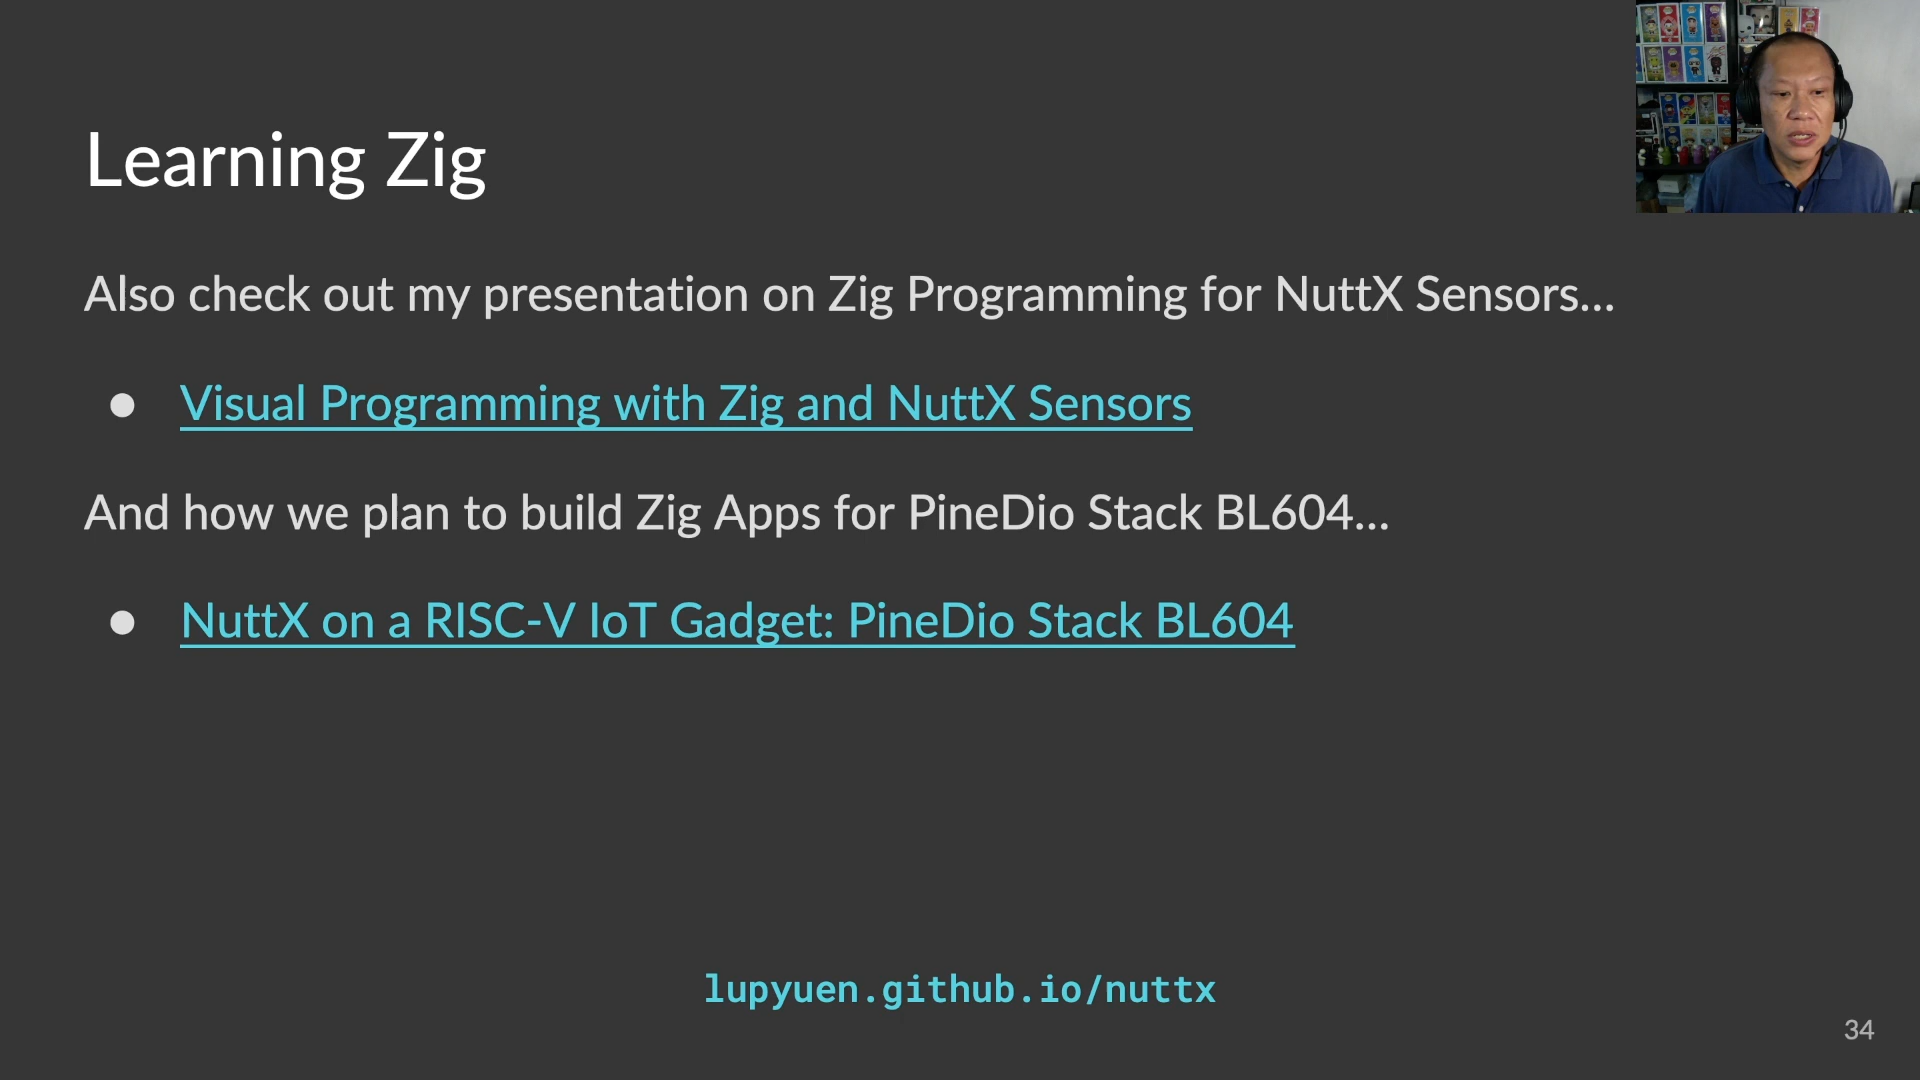 Learning Zig
Also check out my presentation on Zig Programming for NuttX Sensors...
● Visual Programming with Zig and NuttX Sensors
And how we plan to build Zig Apps for PineDio Stack BL604...
● NuttX on a RISC-V IoT Gadget: PineDio Stack BL604
lupyuen.github.io/nuttx
34